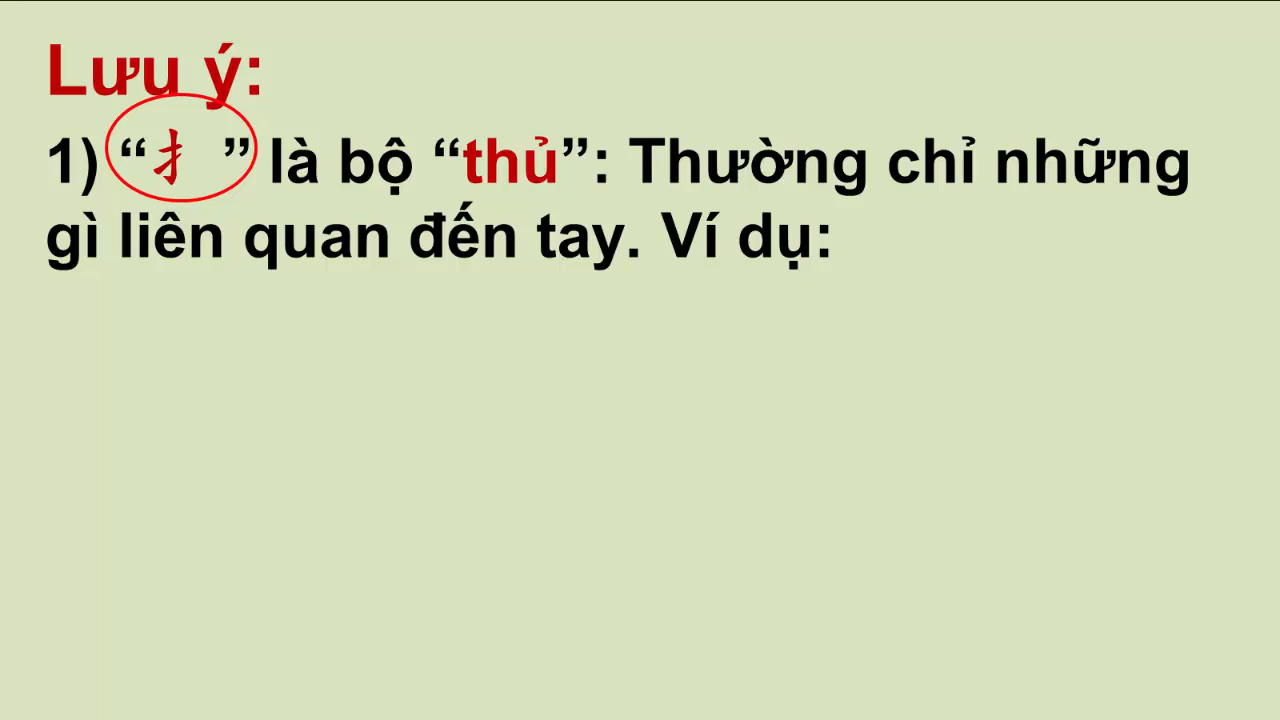 Lưu ý:
1) “扌 ” là bộ “thủ”: Thường chỉ những
gì liên quan đến tay. Ví dụ: